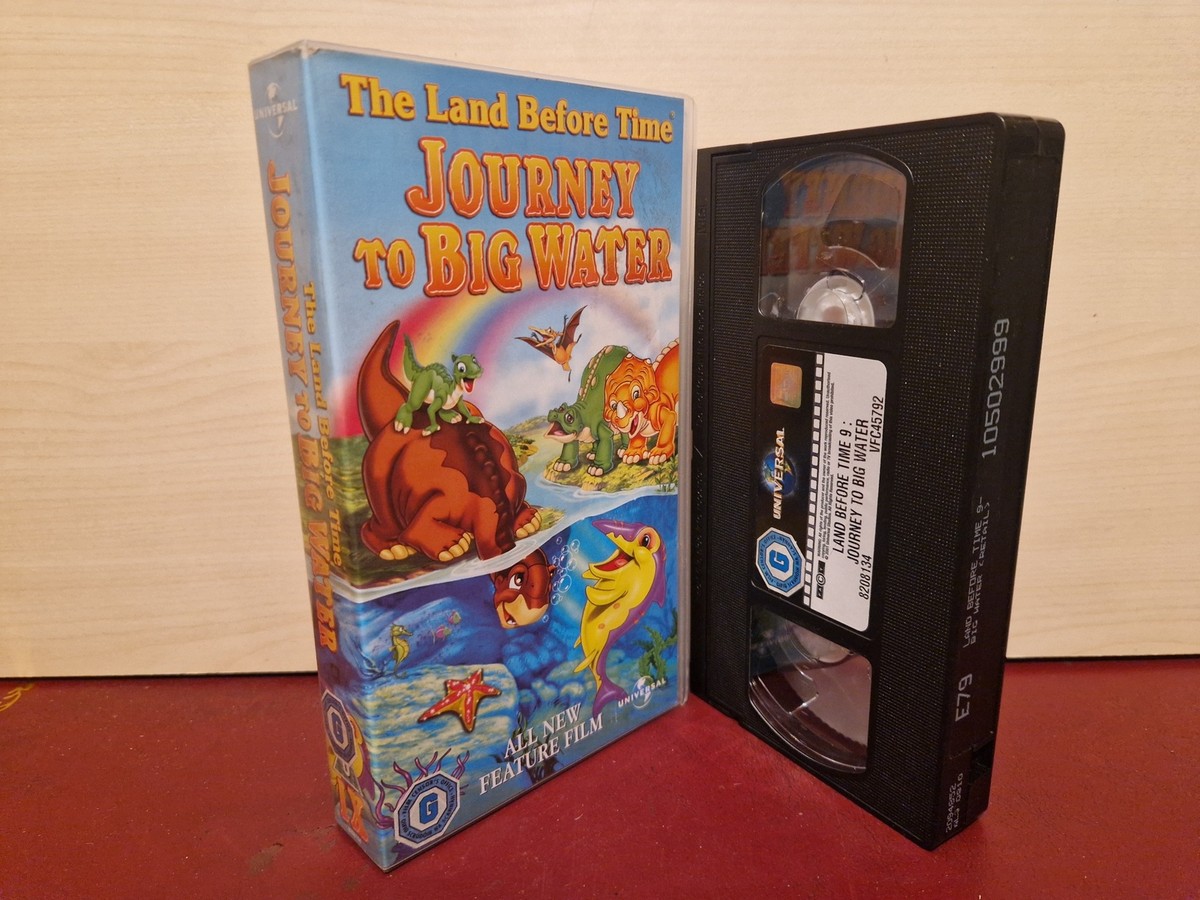 The Land Before Time
JOURNEY
TO BIG WATER
ALL NEW
FEATURE FILM
UNIVERSAL
G
UNIVERSAL
The Land Before Time
JOURNEY TO BIG WATER
G
IX
UNIVERSAL
G
LAND BEFORE TIME 9 :
JOURNEY TO BIG WATER
8208134 VFC45792
10502999
LAND BEFORE TIME 9-
BIG WATER (RETAIL)
E79